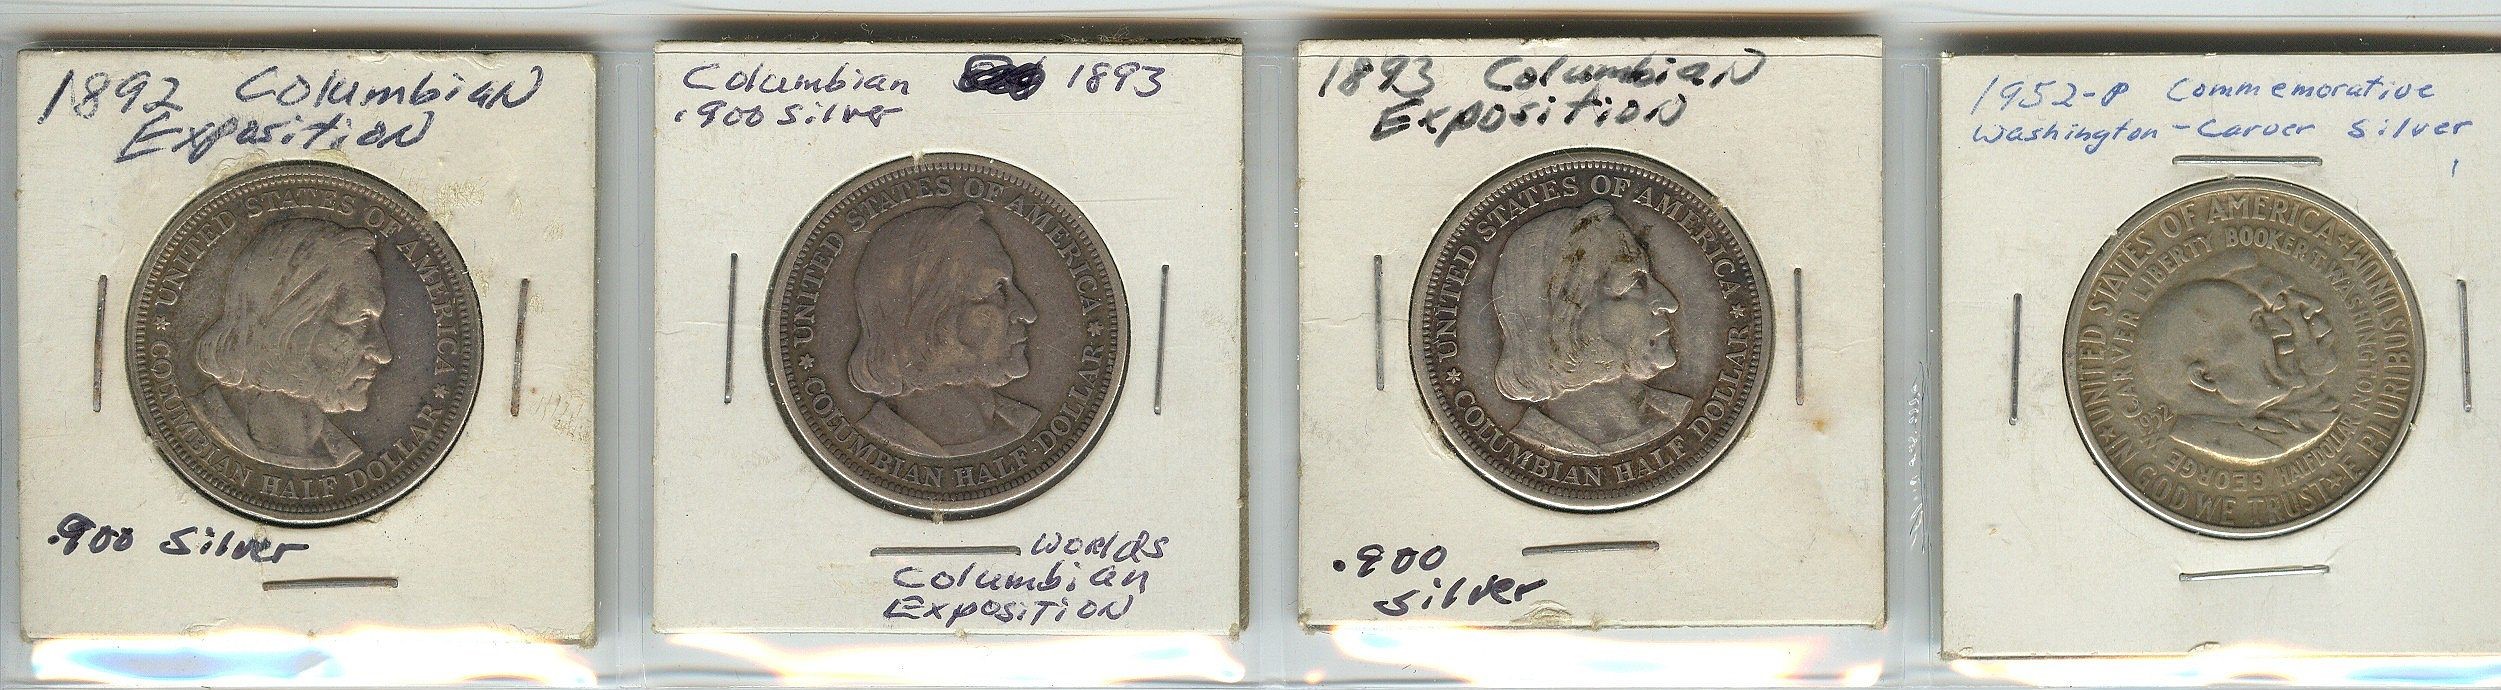 1892 Columbian
Exposition
UNITED STATES OF AMERICA
COLUMBIAN HALF DOLLAR
.900 Silver
Columbian 1893
.900 Silver
UNITED STATES OF AMERICA
COLUMBIAN HALF DOLLAR
Worlds
Columbian
Exposition
1893 Columbian
Exposition
UNITED STATES OF AMERICA
COLUMBIAN HALF DOLLAR
.900
Silver
1952-P Commemorative
Washington-Carver Silver
UNITED STATES OF AMERICA
E PLURIBUS UNUM
IN GOD WE TRUST
LIBERTY BOOKER T. WASHINGTON
GEORGE W. CARVER
HALF DOLLAR
1952